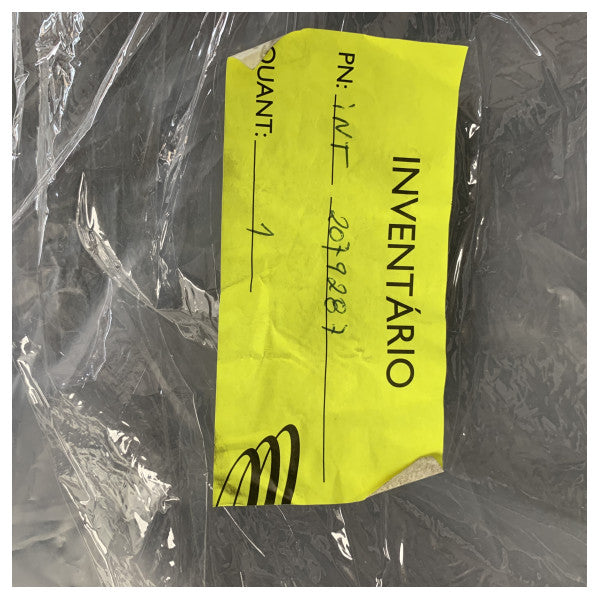 INVENTÁRIO
PN: iNT 2079287
QUANT: 1